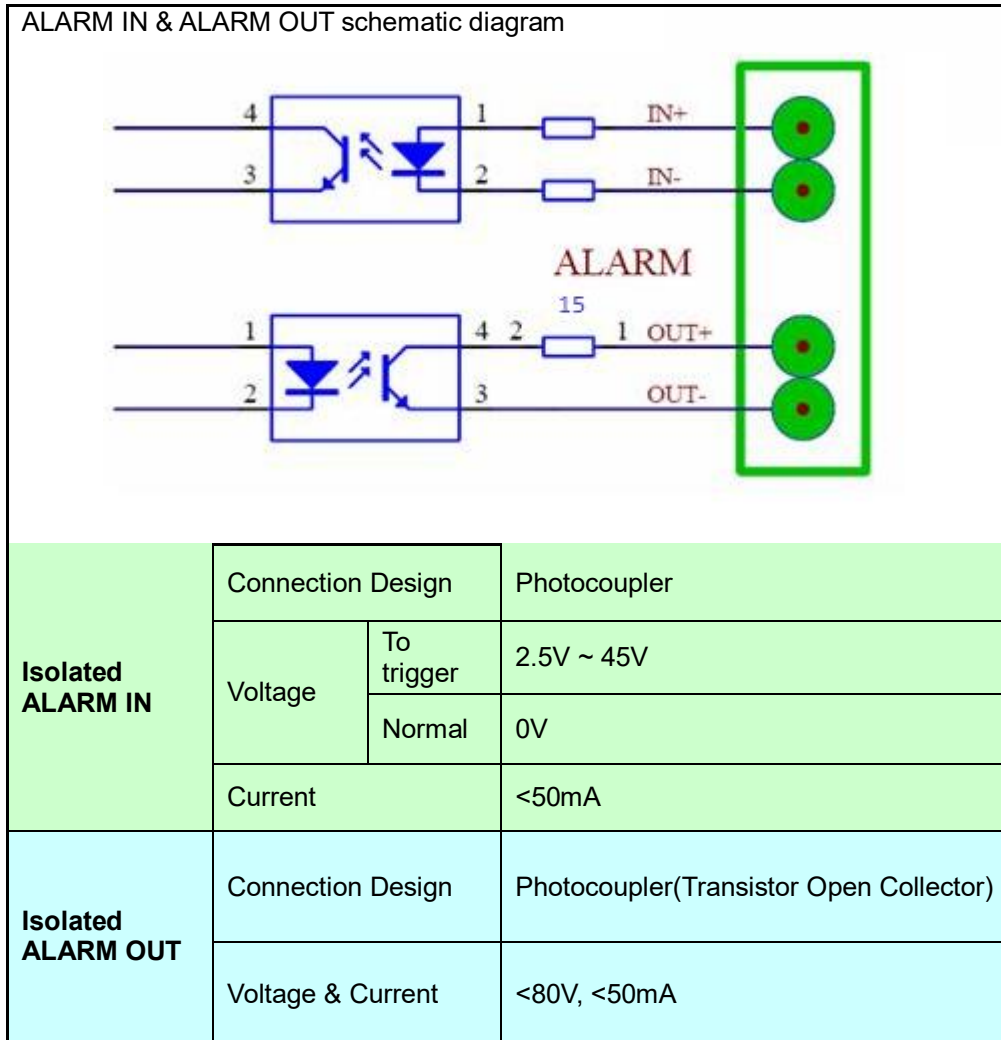 ALARM IN & ALARM OUT schematic diagram
4 1 IN+
3 2 IN-
ALARM
15
1 4 2 1 OUT+
2 3 OUT-
Isolated ALARM IN
Connection Design
Photocoupler
Voltage
To trigger
2.5V ~ 45V
Normal
0V
Current
<50mA
Isolated ALARM OUT
Connection Design
Photocoupler(Transistor Open Collector)
Voltage & Current
<80V, <50mA